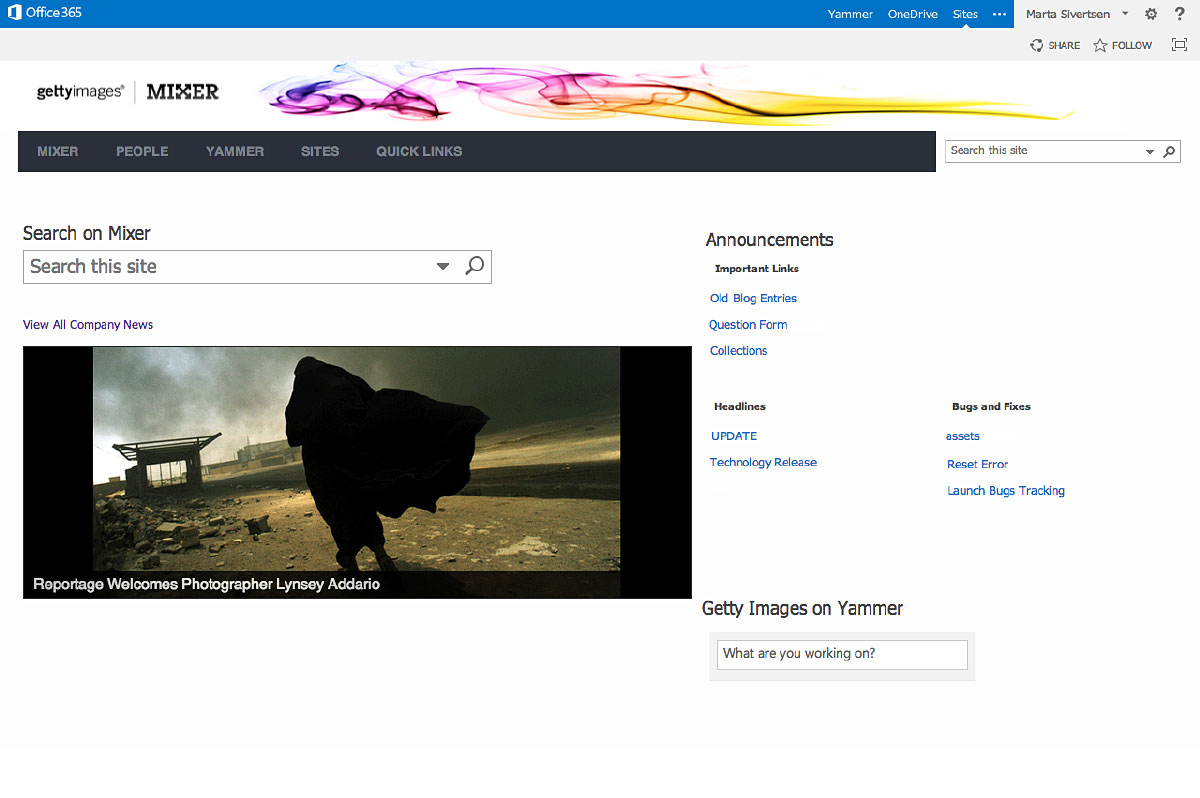 Office365
Yammer OneDrive Sites ••• Marta Sivertsen ?
SHARE FOLLOW
gettyimages® MIXER
MIXER PEOPLE YAMMER SITES QUICK LINKS
Search this site
Search on Mixer
Search this site
View All Company News
Reportage Welcomes Photographer Lynsey Addario
Announcements
Important Links
Old Blog Entries
Question Form
Collections
Headlines
UPDATE
Technology Release
Bugs and Fixes
assets
Reset Error
Launch Bugs Tracking
Getty Images on Yammer
What are you working on?